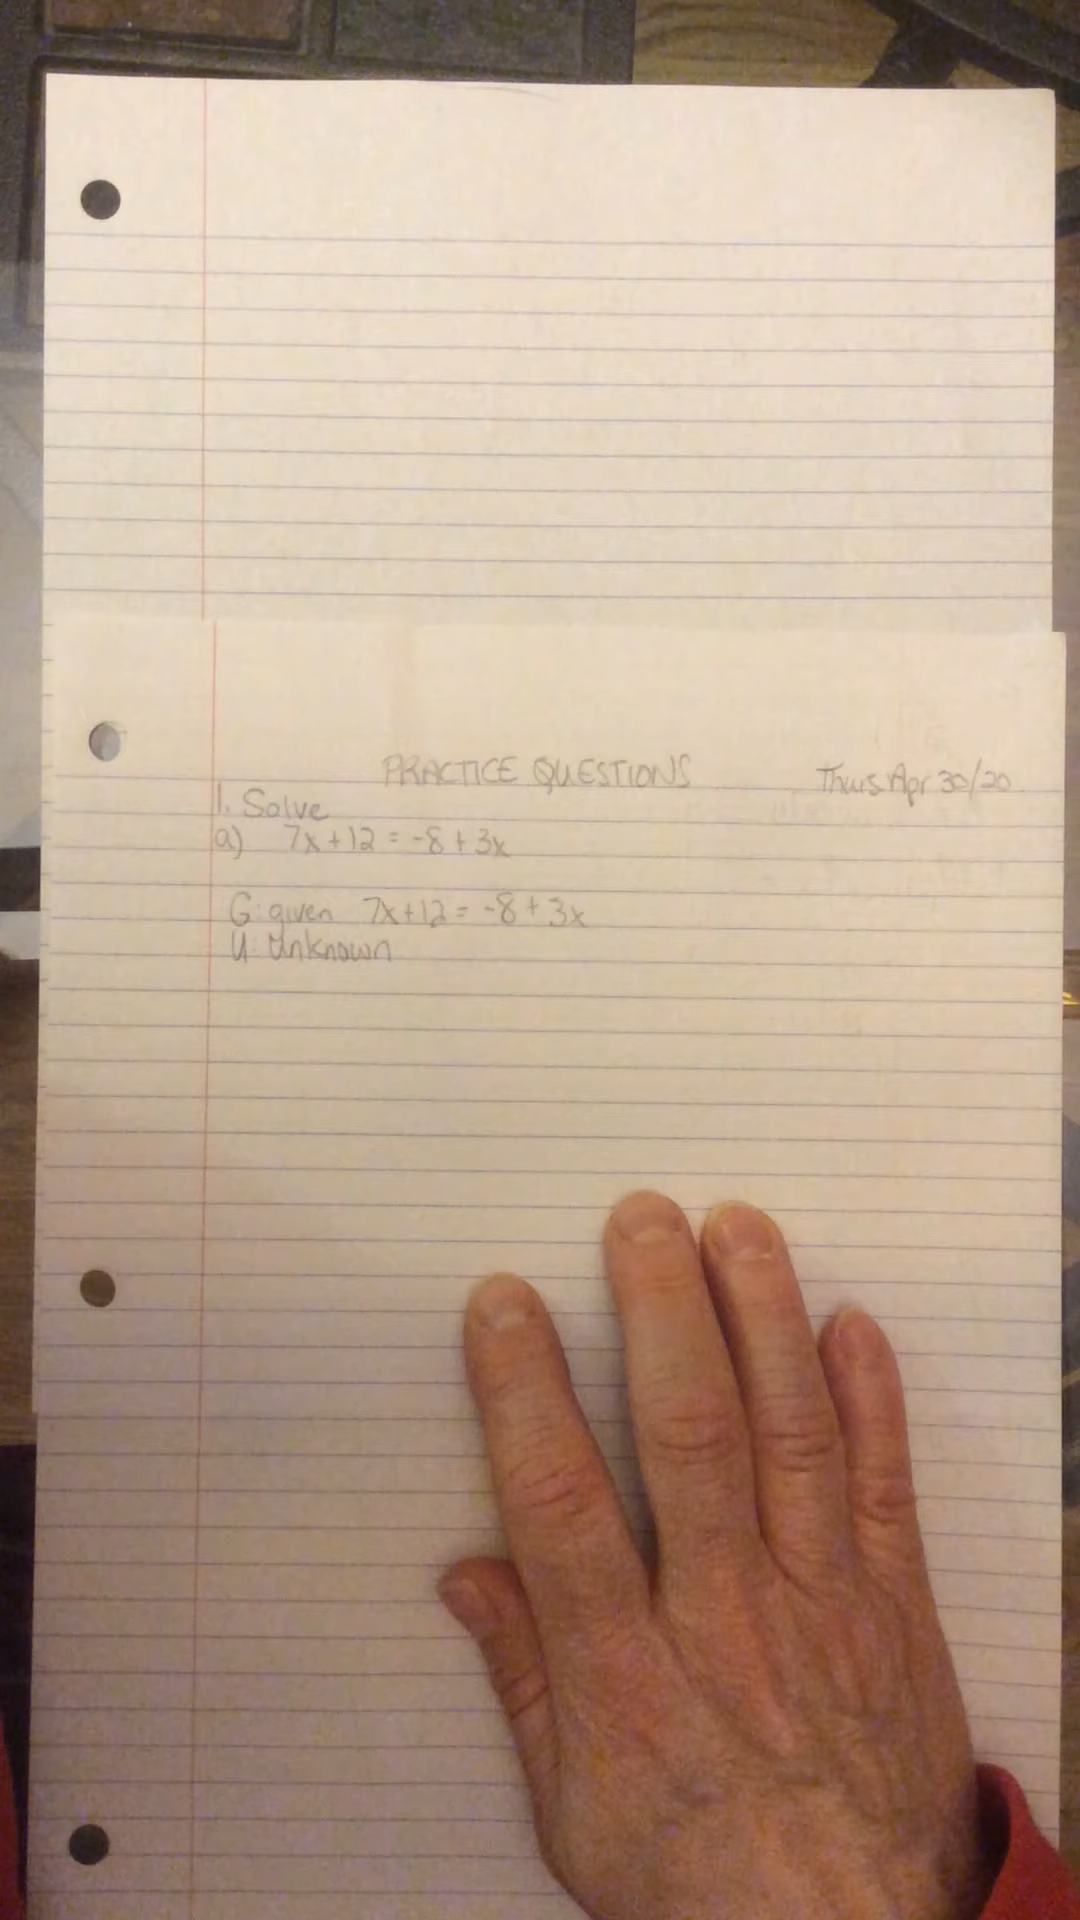 PRACTICE QUESTIONS Thurs Apr 30/20
1. Solve
a) 7x+12 = -8 + 3x
G: given 7x+12 = -8 + 3x
U: Unknown